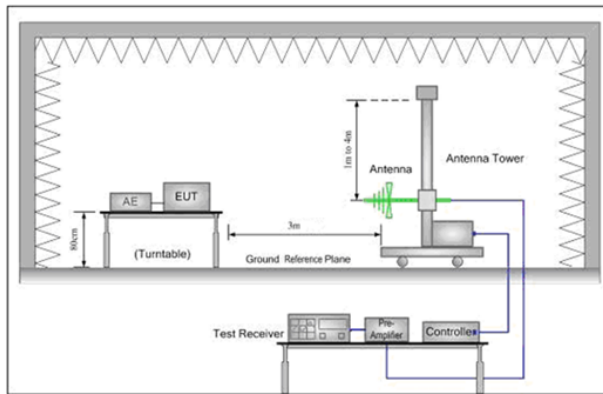 1m to 4m
Antenna
Antenna Tower
AE
EUT
80cm
(Turntable)
3m
Ground Reference Plane
Test Receiver
Pre-
Amplifier
Controller